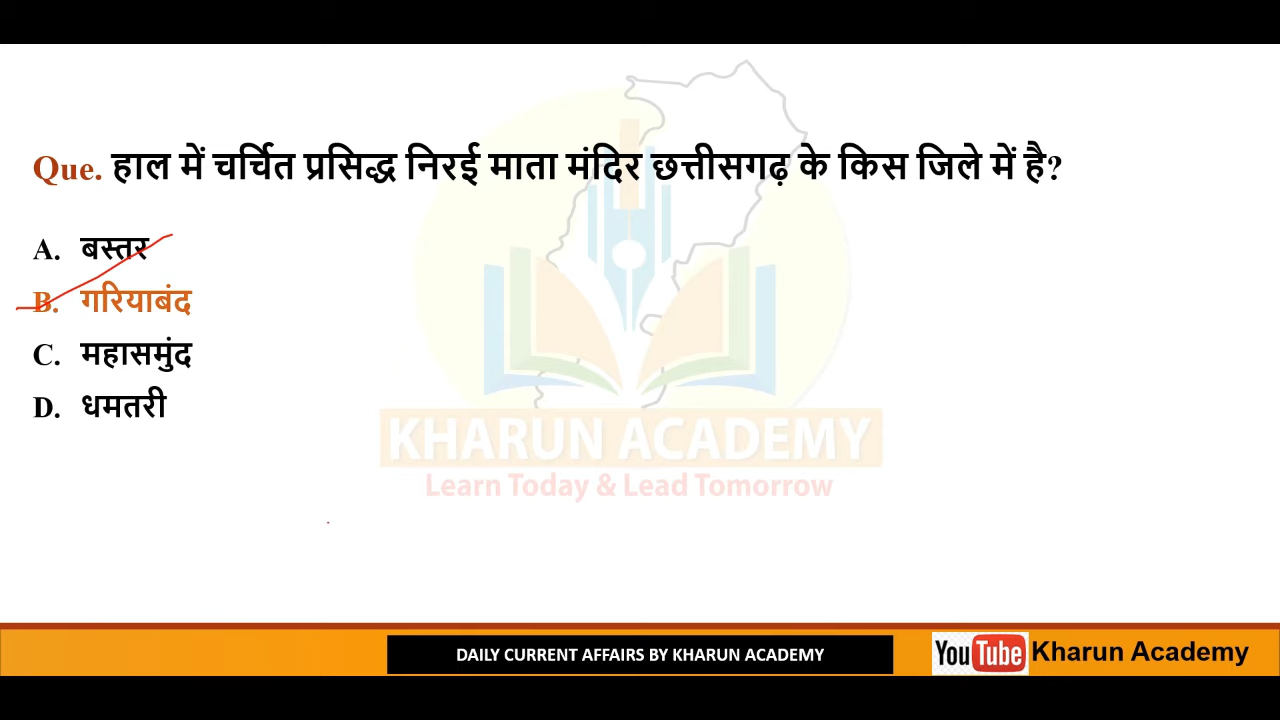 Que. हाल में चर्चित प्रसिद्ध निरई माता मंदिर छत्तीसगढ़ के किस जिले में है?
A. बस्तर
B. गरियाबंद
C. महासमुंद
D. धमतरी
KHARUN ACADEMY
Learn Today & Lead Tomorrow
DAILY CURRENT AFFAIRS BY KHARUN ACADEMY
YouTube Kharun Academy